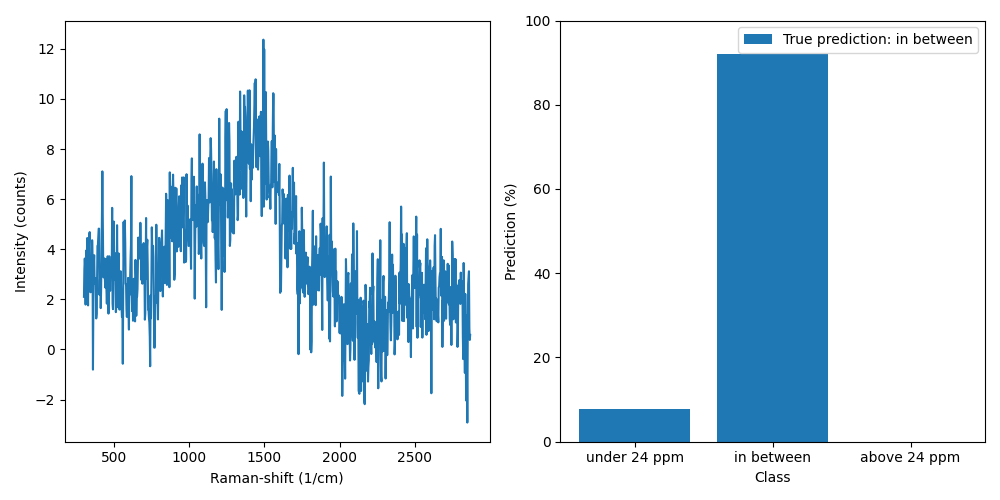 Intensity (counts)
12
10
8
6
4
2
0
−2
500
1000
1500
2000
2500
Raman-shift (1/cm)
Prediction (%)
100
80
60
40
20
0
True prediction: in between
under 24 ppm
in between
above 24 ppm
Class